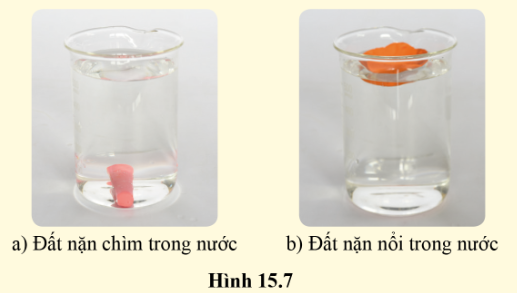 a) Đất nặn chìm trong nước
b) Đất nặn nổi trong nước
Hình 15.7